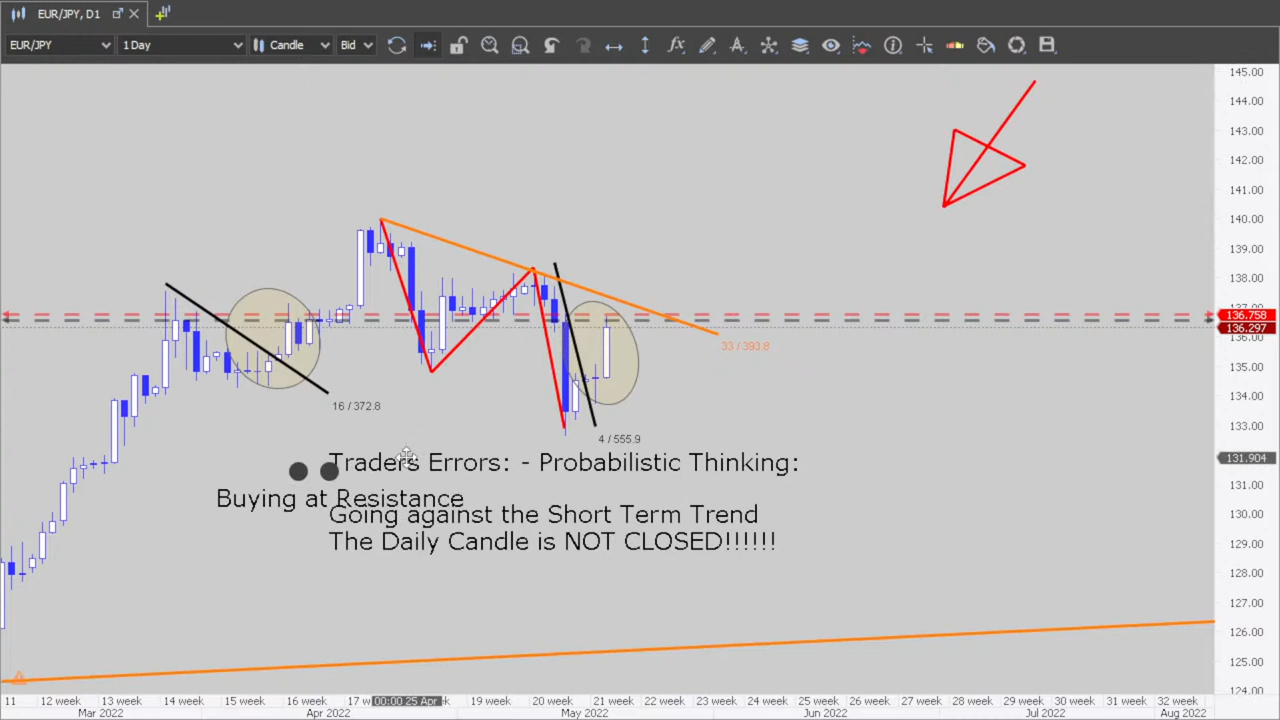 EUR/JPY, D1
EUR/JPY 1 Day Candle Bid
145.00
144.00
143.00
142.00
141.00
140.00
139.00
138.00
137.00
136.758
136.297
135.00
134.00
133.00
131.904
131.00
130.00
129.00
128.00
127.00
126.00
125.00
124.00
33 / 393.8
16 / 372.8
4 / 555.9
Traders Errors: - Probabilistic Thinking:
Buying at Resistance
Going against the Short Term Trend
The Daily Candle is NOT CLOSED!!!!!!
11 12 week 13 week 14 week 15 week 16 week 17 w 00:00 25 Apr 19 week 20 week 21 week 22 week 23 week 24 week 25 week 26 week 27 week 28 week 29 week 30 week 31 week 32 week
Mar 2022 Apr 2022 May 2022 Jun 2022 Jul 2022 Aug 2022